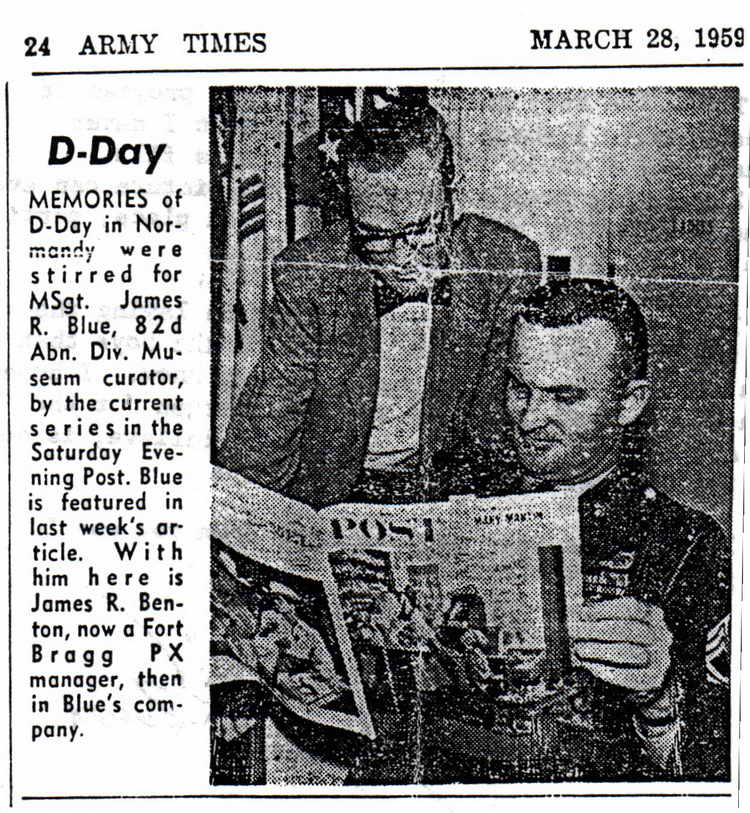 24 ARMY TIMES
MARCH 28, 1959
D-Day
MEMORIES of
D-Day in Nor-
mandy were
stirred for
MSgt. James
R. Blue, 82d
Abn. Div. Mu-
seum curator,
by the current
series in the
Saturday Eve-
ning Post. Blue
is featured in
last week's ar-
ticle. With
him here is
James R. Ben-
ton, now a Fort
Bragg PX
manager, then
in Blue's com-
pany.
POST
MARY MARTIN